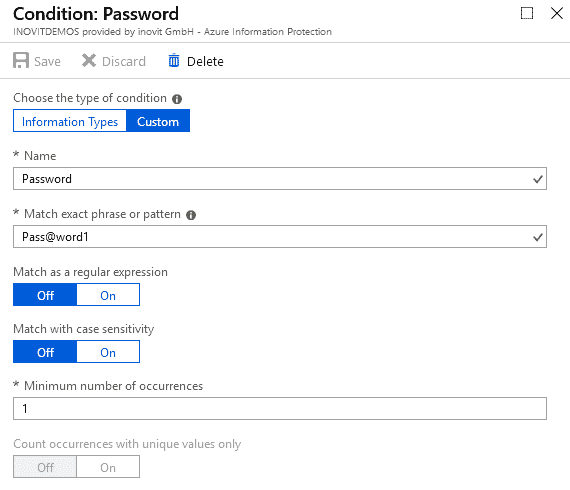 Condition: Password
INOVITDEMOS provided by inovit GmbH - Azure Information Protection
Save Discard Delete
Choose the type of condition
Information Types Custom
* Name
Password
* Match exact phrase or pattern
Pass@word1
Match as a regular expression
Off On
Match with case sensitivity
Off On
* Minimum number of occurrences
1
Count occurrences with unique values only
Off On